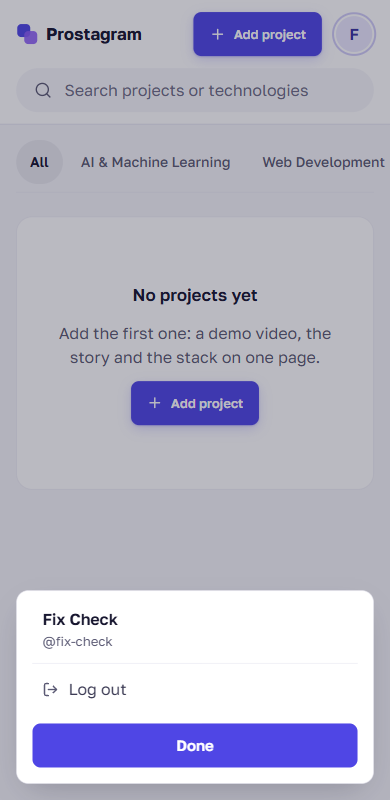 Prostagram
Add project
F
Search projects or technologies
All
AI & Machine Learning
Web Development
No projects yet
Add the first one: a demo video, the
story and the stack on one page.
Add project
Fix Check
@fix-check
Log out
Done